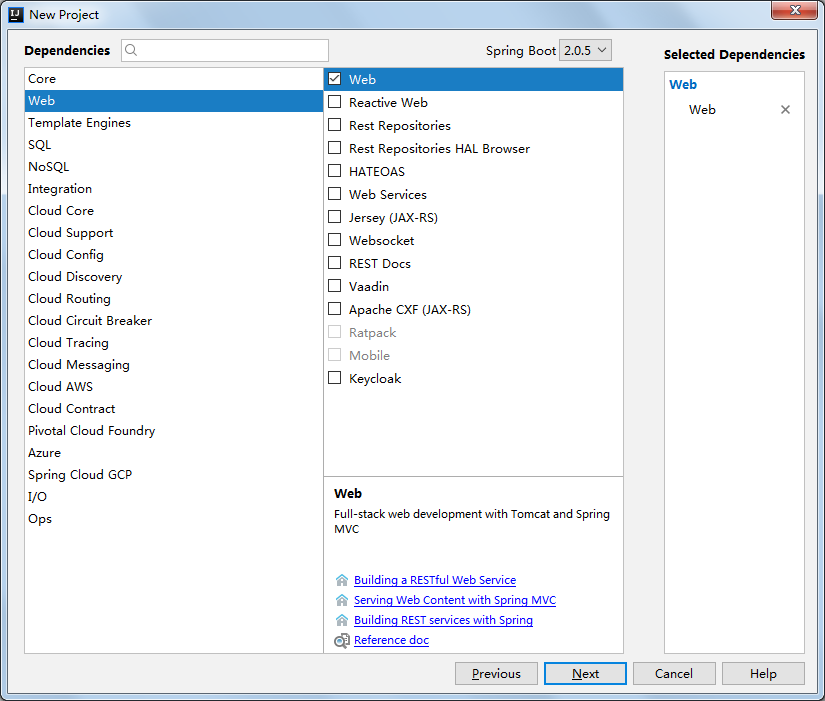 New Project
Dependencies
Spring Boot 2.0.5
Selected Dependencies
Core
Web
Template Engines
SQL
NoSQL
Integration
Cloud Core
Cloud Support
Cloud Config
Cloud Discovery
Cloud Routing
Cloud Circuit Breaker
Cloud Tracing
Cloud Messaging
Cloud AWS
Cloud Contract
Pivotal Cloud Foundry
Azure
Spring Cloud GCP
I/O
Ops
Web
Reactive Web
Rest Repositories
Rest Repositories HAL Browser
HATEOAS
Web Services
Jersey (JAX-RS)
Websocket
REST Docs
Vaadin
Apache CXF (JAX-RS)
Ratpack
Mobile
Keycloak
Web
Full-stack web development with Tomcat and Spring
MVC
Building a RESTful Web Service
Serving Web Content with Spring MVC
Building REST services with Spring
Reference doc
Web
Web
Previous
Next
Cancel
Help